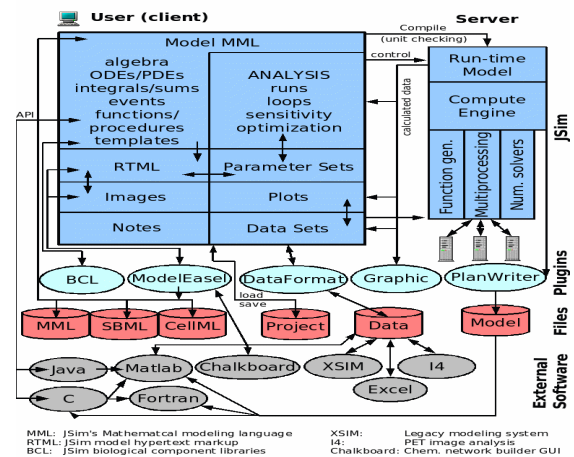 User (client)
Server
Compile
(unit checking)
control
Model MML
algebra
ODEs/PDEs
integrals/sums
events
functions/
procedures
templates
ANALYSIS
runs
loops
sensitivity
optimization
API
calculated data
Run-time
Model
Compute
Engine
JSim
Function gen.
Multiprocessing
Num. solvers
RTML
Parameter Sets
Images
Plots
Notes
Data Sets
BCL
ModelEasel
DataFormat
Graphic
PlanWriter
Plugins
load
save
MML
SBML
CellML
Project
Data
Model
Files
Java
Matlab
Chalkboard
XSIM
I4
Excel
C
Fortran
External
Software
MML: JSim's Mathematcal modeling language
RTML: JSim model hypertext markup
BCL: JSim biological component libraries
XSIM: Legacy modeling system
I4: PET image analysis
Chalkboard: Chem. network builder GUI